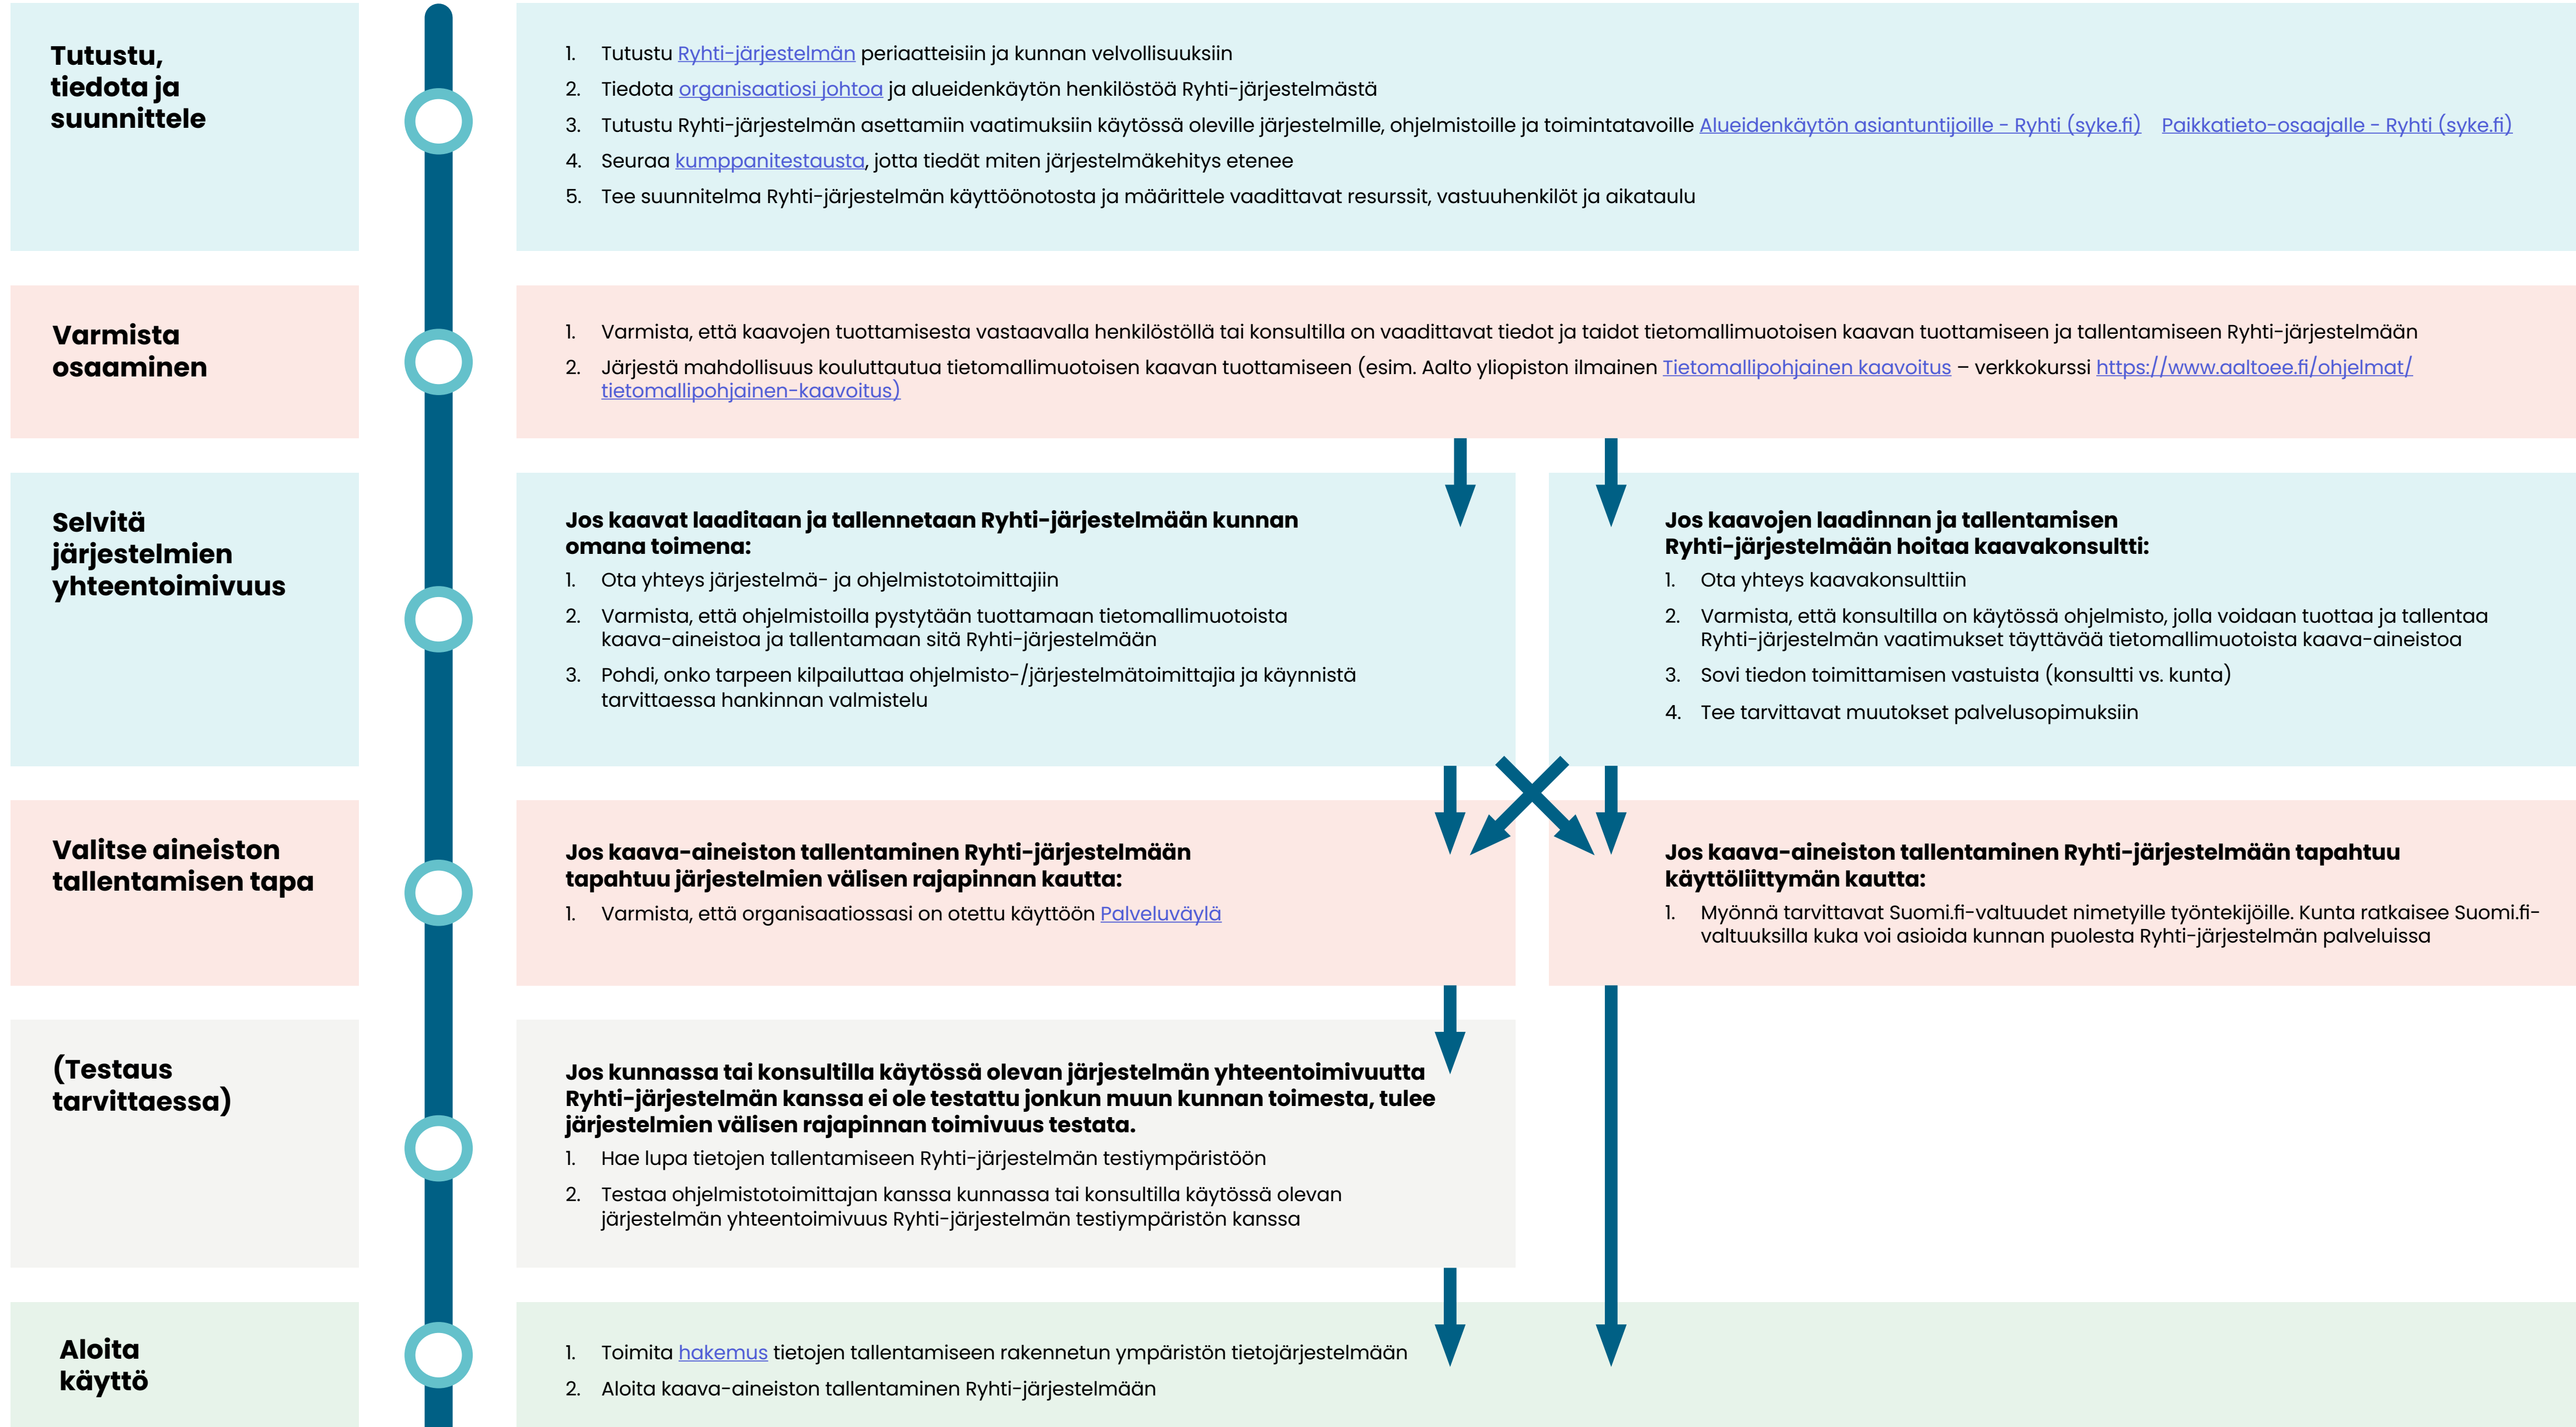 Tutustu,
tiedota ja
suunnittele
1. Tutustu Ryhti-järjestelmän periaatteisiin ja kunnan velvollisuuksiin
2. Tiedota organisaatiosi johtoa ja alueidenkäytön henkilöstöä Ryhti-järjestelmästä
3. Tutustu Ryhti-järjestelmän asettamiin vaatimuksiin käytössä oleville järjestelmille, ohjelmistoille ja toimintatavoille Alueidenkäytön asiantuntijoille - Ryhti (syke.fi) Paikkatieto-osaajalle - Ryhti (syke.fi)
4. Seuraa kumppanitestausta, jotta tiedät miten järjestelmäkehitys etenee
5. Tee suunnitelma Ryhti-järjestelmän käyttöönotosta ja määrittele vaadittavat resurssit, vastuuhenkilöt ja aikataulu
Varmista
osaaminen
1. Varmista, että kaavojen tuottamisesta vastaavalla henkilöstöllä tai konsultilla on vaadittavat tiedot ja taidot tietomallimuotoisen kaavan tuottamiseen ja tallentamiseen Ryhti-järjestelmään
2. Järjestä mahdollisuus kouluttautua tietomallimuotoisen kaavan tuottamiseen (esim. Aalto yliopiston ilmainen Tietomallipohjainen kaavoitus – verkkokurssi https://www.aaltoee.fi/ohjelmat/
tietomallipohjainen-kaavoitus)
Selvitä
järjestelmien
yhteentoimivuus
Jos kaavat laaditaan ja tallennetaan Ryhti-järjestelmään kunnan
omana toimena:
1. Ota yhteys järjestelmä- ja ohjelmistotoimittajiin
2. Varmista, että ohjelmistoilla pystytään tuottamaan tietomallimuotoista
kaava-aineistoa ja tallentamaan sitä Ryhti-järjestelmään
3. Pohdi, onko tarpeen kilpailuttaa ohjelmisto-/järjestelmätoimittajia ja käynnistä
tarvittaessa hankinnan valmistelu
Jos kaavojen laadinnan ja tallentamisen
Ryhti-järjestelmään hoitaa kaavakonsultti:
1. Ota yhteys kaavakonsulttiin
2. Varmista, että konsultilla on käytössä ohjelmisto, jolla voidaan tuottaa ja tallentaa
Ryhti-järjestelmän vaatimukset täyttävää tietomallimuotoista kaava-aineistoa
3. Sovi tiedon toimittamisen vastuista (konsultti vs. kunta)
4. Tee tarvittavat muutokset palvelusopimuksiin
Valitse aineiston
tallentamisen tapa
Jos kaava-aineiston tallentaminen Ryhti-järjestelmään
tapahtuu järjestelmien välisen rajapinnan kautta:
1. Varmista, että organisaatiossasi on otettu käyttöön Palveluväylä
Jos kaava-aineiston tallentaminen Ryhti-järjestelmään tapahtuu
käyttöliittymän kautta:
1. Myönnä tarvittavat Suomi.fi-valtuudet nimetyille työntekijöille. Kunta ratkaisee Suomi.fi-
valtuuksilla kuka voi asioida kunnan puolesta Ryhti-järjestelmän palveluissa
(Testaus
tarvittaessa)
Jos kunnassa tai konsultilla käytössä olevan järjestelmän yhteentoimivuutta
Ryhti-järjestelmän kanssa ei ole testattu jonkun muun kunnan toimesta, tulee
järjestelmien välisen rajapinnan toimivuus testata.
1. Hae lupa tietojen tallentamiseen Ryhti-järjestelmän testiympäristöön
2. Testaa ohjelmistotoimittajan kanssa kunnassa tai konsultilla käytössä olevan
järjestelmän yhteentoimivuus Ryhti-järjestelmän testiympäristön kanssa
Aloita
käyttö
1. Toimita hakemus tietojen tallentamiseen rakennetun ympäristön tietojärjestelmään
2. Aloita kaava-aineiston tallentaminen Ryhti-järjestelmään